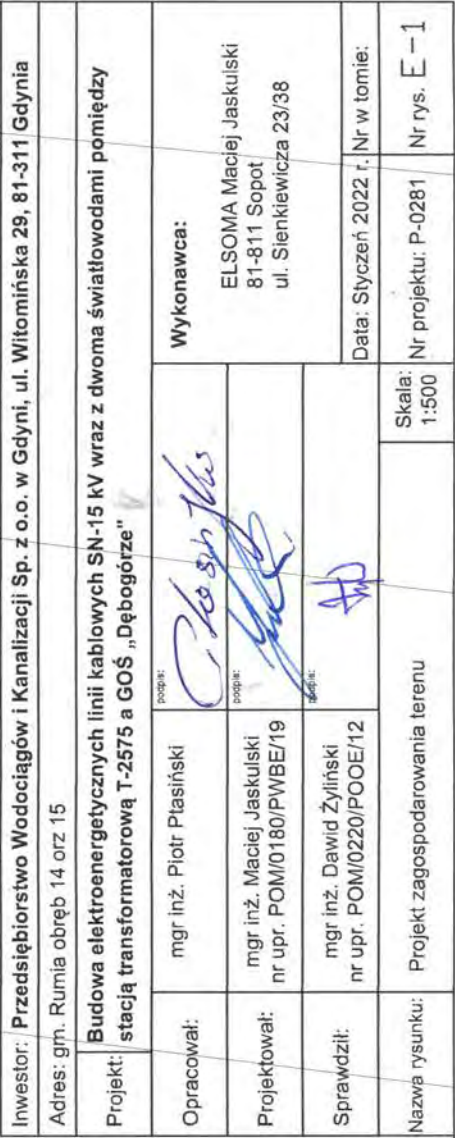 Inwestor: Przedsiębiorstwo Wodociągów i Kanalizacji Sp. z o.o. w Gdyni, ul. Witomińska 29, 81-311 Gdynia
Adres: gm. Rumia obręb 14 orz 15
Projekt: Budowa elektroenergetycznych linii kablowych SN-15 kV wraz z dwoma światłowodami pomiędzy
stacją transformatorową T-2575 a GOŚ „Dębogórze"
Opracował:
mgr inż. Piotr Ptasiński
podpis:
Projektował:
mgr inż. Maciej Jaskulski
nr upr. POM/0180/PWBE/19
podpis:
Sprawdził:
mgr inż. Dawid Żyliński
nr upr. POM/0220/POOE/12
podpis:
Wykonawca:
ELSOMA Maciej Jaskulski
81-811 Sopot
ul. Sienkiewicza 23/38
Data: Styczeń 2022 r.
Nr w tomie:
Nazwa rysunku:
Projekt zagospodarowania terenu
Skala:
1:500
Nr projektu: P-0281
Nr rys. E-1